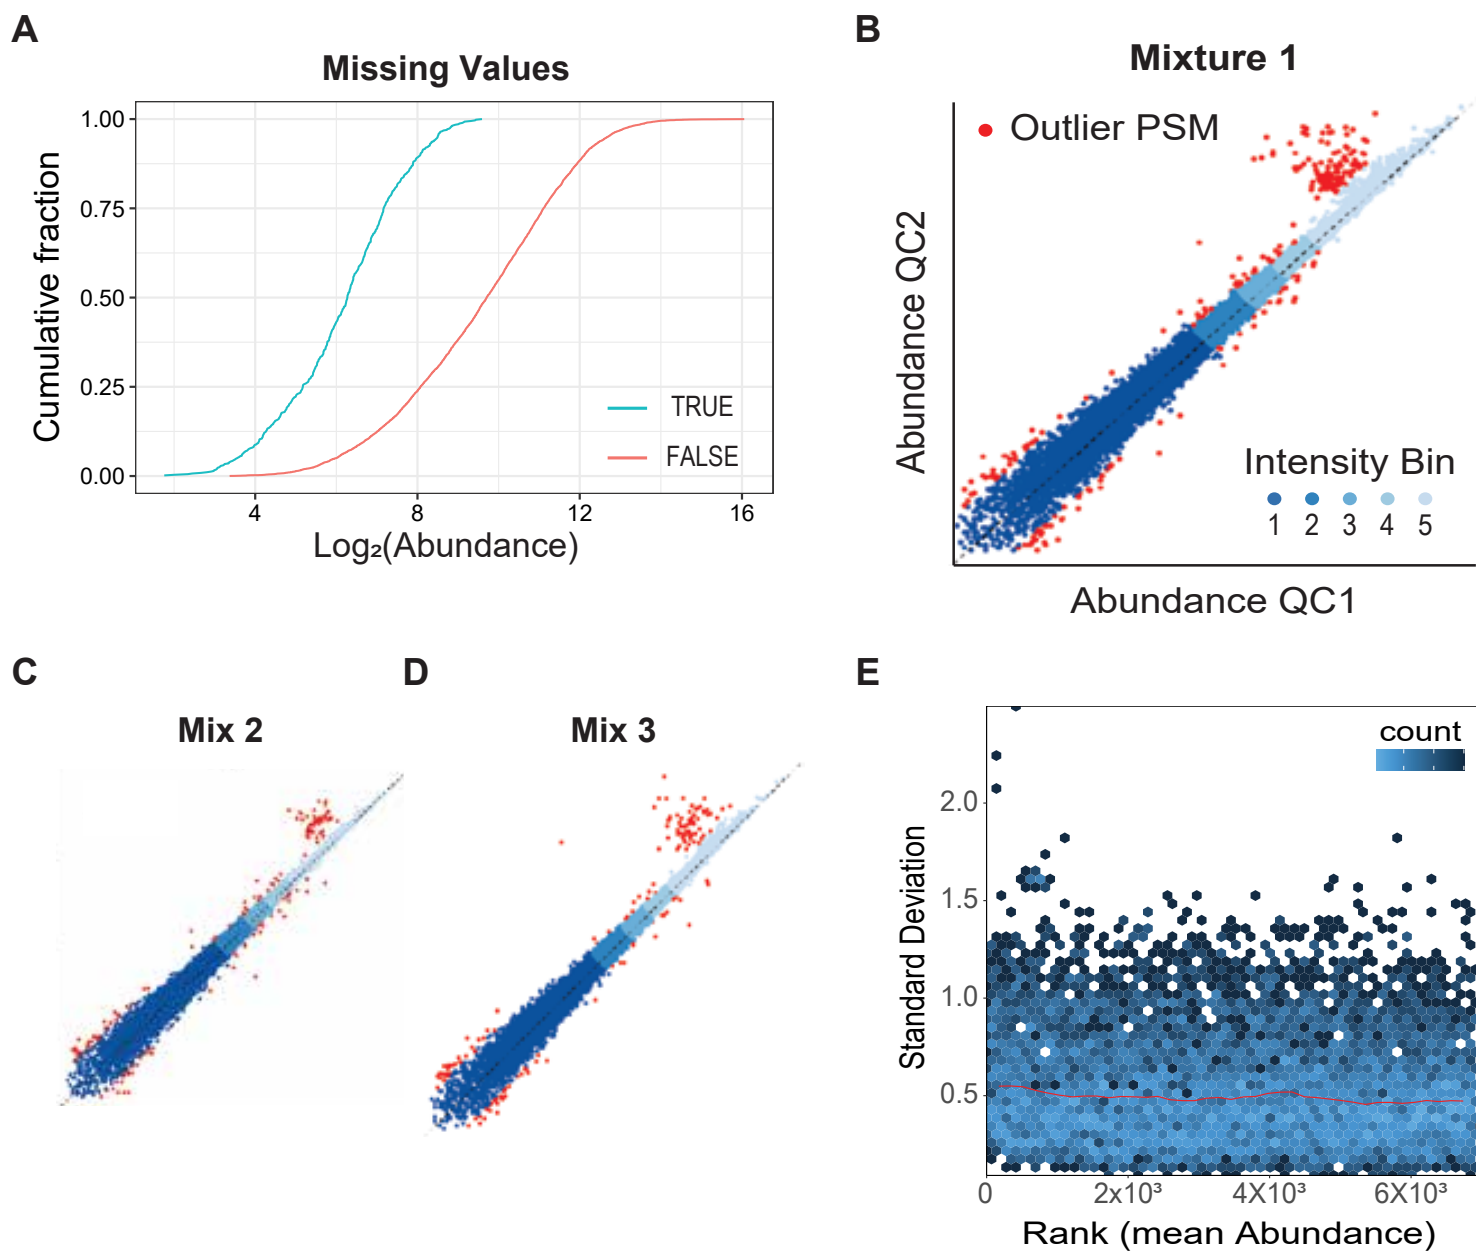 A
Missing Values
1.00
0.75
0.50
0.25
0.00
Cumulative fraction
TRUE
FALSE
4 8 12 16
Log₂(Abundance)
B
Mixture 1
Outlier PSM
Abundance QC2
Intensity Bin
1 2 3 4 5
Abundance QC1
C
Mix 2
D
Mix 3
E
count
2.0
1.5
1.0
0.5
Standard Deviation
0 2x10³ 4X10³ 6X10³
Rank (mean Abundance)